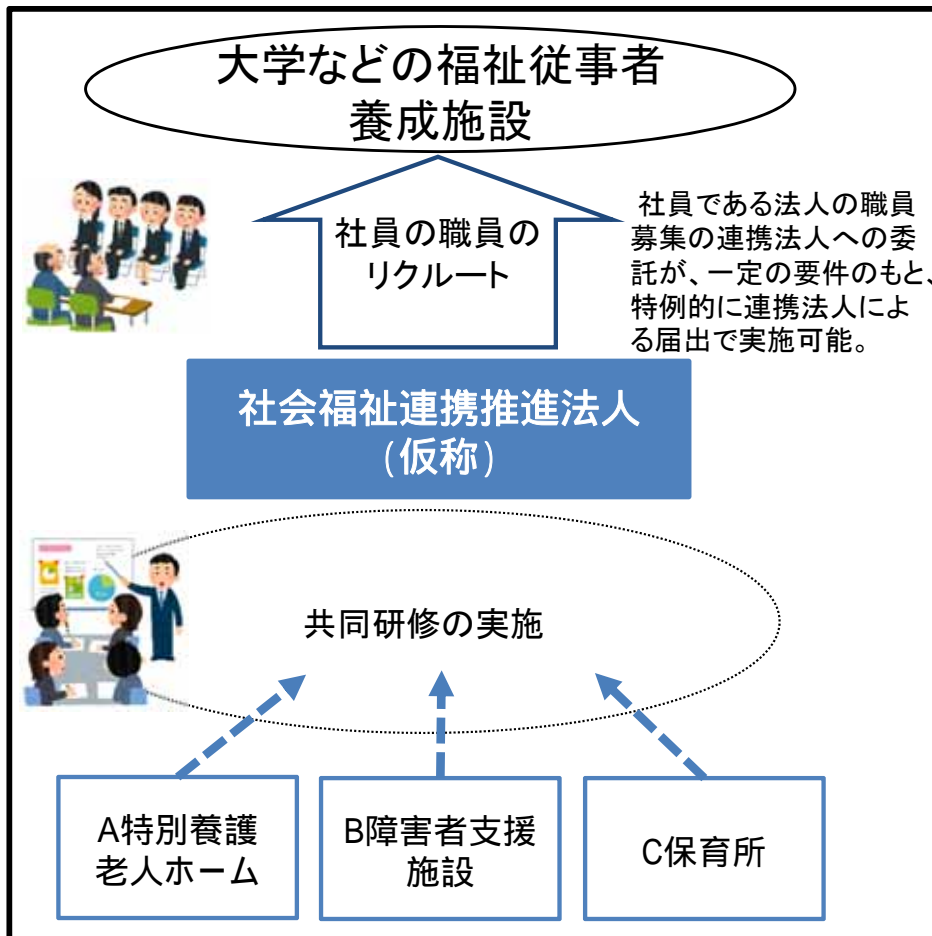 大学などの福祉従事者
養成施設
社員の職員の
リクルート
社員である法人の職員
募集の連携法人への委
託が、一定の要件のもと、
特例的に連携法人によ
る届出で実施可能。
社会福祉連携推進法人
(仮称)
共同研修の実施
A特別養護
老人ホーム
B障害者支援
施設
C保育所